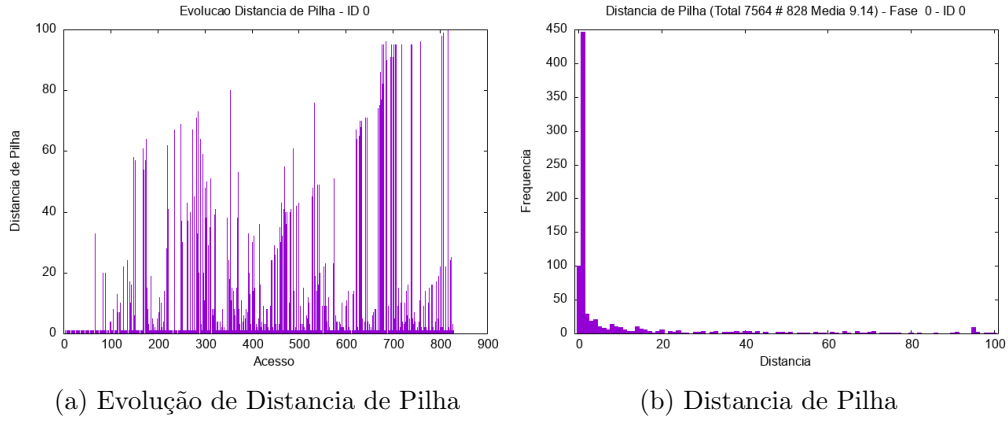 Evolucao Distancia de Pilha - ID 0
100
80
60
40
20
0
Distancia de Pilha
0 100 200 300 400 500 600 700 800 900
Acesso
(a) Evolução de Distancia de Pilha
Distancia de Pilha (Total 7564 # 828 Media 9.14) - Fase 0 - ID 0
450
400
350
300
250
200
150
100
50
0
Frequencia
0 20 40 60 80 100
Distancia
(b) Distancia de Pilha